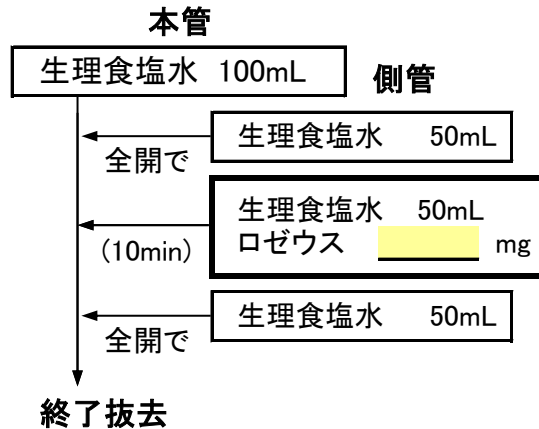 本管
生理食塩水 100mL
側管
生理食塩水 50mL
全開で
生理食塩水 50mL
ロゼウス mg
(10min)
生理食塩水 50mL
全開で
終了抜去